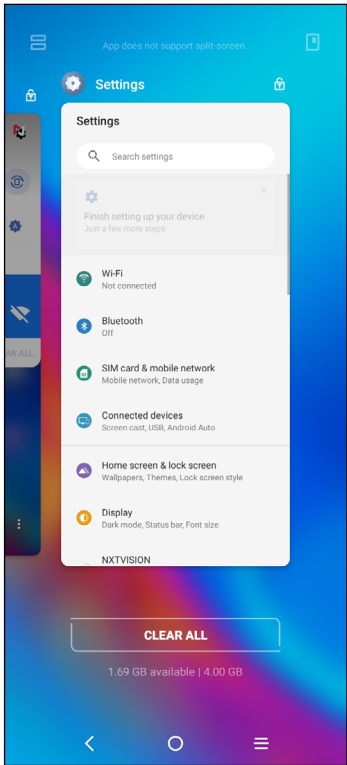 App does not support split-screen.
Settings
Settings
Search settings
Finish setting up your device
Just a few more steps
Wi-Fi
Not connected
Bluetooth
Off
SIM card & mobile network
Mobile network, Data usage
Connected devices
Screen cast, USB, Android Auto
Home screen & lock screen
Wallpapers, Themes, Lock screen style
Display
Dark mode, Status bar, Font size
NXTVISION
AR ALL
CLEAR ALL
1.69 GB available | 4.00 GB